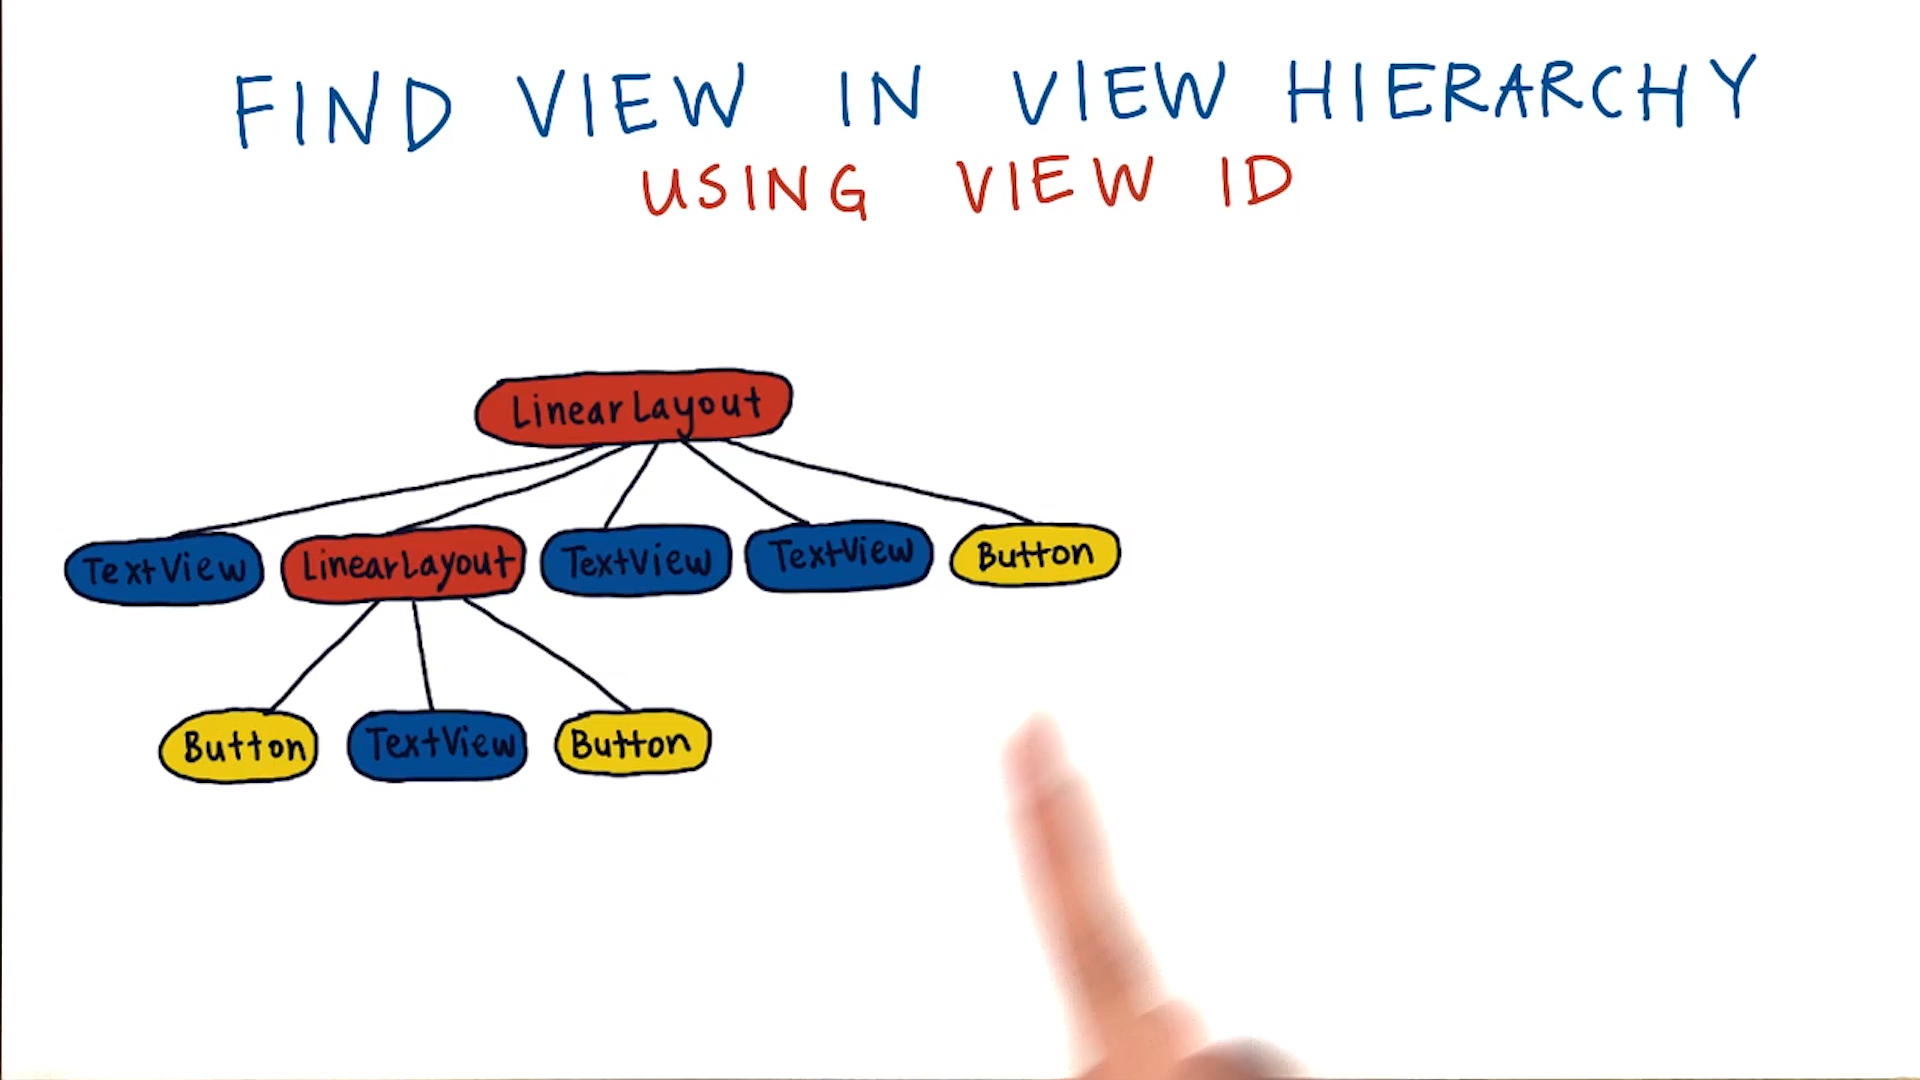 FIND VIEW IN VIEW HIERARCHY
USING VIEW ID
LinearLayout
TextView LinearLayout TextView TextView Button
Button TextView Button